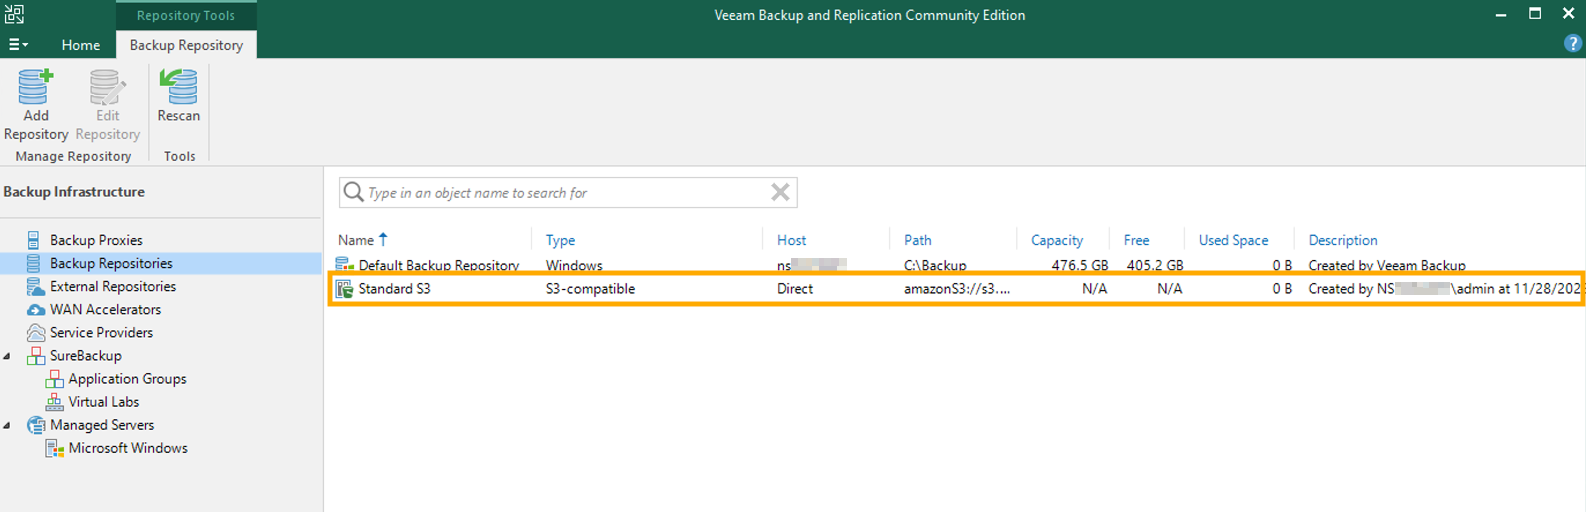 Repository Tools
Veeam Backup and Replication Community Edition
Home Backup Repository
Add Repository
Edit Repository
Rescan
Manage Repository
Tools
Backup Infrastructure
Backup Proxies
Backup Repositories
External Repositories
WAN Accelerators
Service Providers
SureBackup
Application Groups
Virtual Labs
Managed Servers
Microsoft Windows
Type in an object name to search for
Name Type Host Path Capacity Free Used Space Description
Default Backup Repository Windows ns C:\Backup 476.5 GB 405.2 GB 0 B Created by Veeam Backup
Standard S3 S3-compatible Direct amazonS3://s3.... N/A N/A 0 B Created by NS \admin at 11/28/202